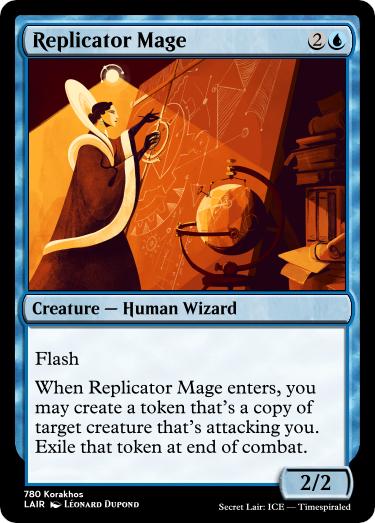 Replicator Mage 2
Creature — Human Wizard
Flash
When Replicator Mage enters, you
may create a token that's a copy of
target creature that's attacking you.
Exile that token at end of combat.
2/2
780 Korakhos
LAIR Léonard Dupond
Secret Lair: ICE — Timespiraled